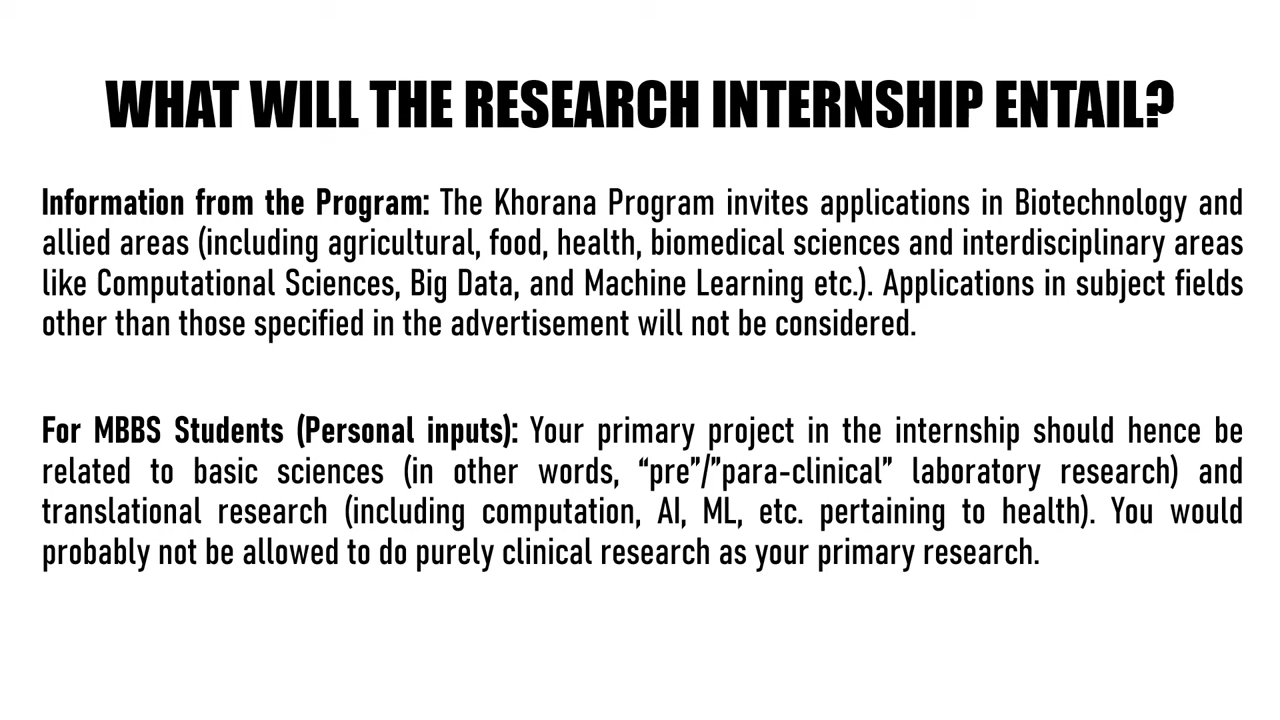 WHAT WILL THE RESEARCH INTERNSHIP ENTAIL?
Information from the Program: The Khorana Program invites applications in Biotechnology and
allied areas (including agricultural, food, health, biomedical sciences and interdisciplinary areas
like Computational Sciences, Big Data, and Machine Learning etc.). Applications in subject fields
other than those specified in the advertisement will not be considered.
For MBBS Students (Personal inputs): Your primary project in the internship should hence be
related to basic sciences (in other words, “pre”/”para-clinical” laboratory research) and
translational research (including computation, AI, ML, etc. pertaining to health). You would
probably not be allowed to do purely clinical research as your primary research.